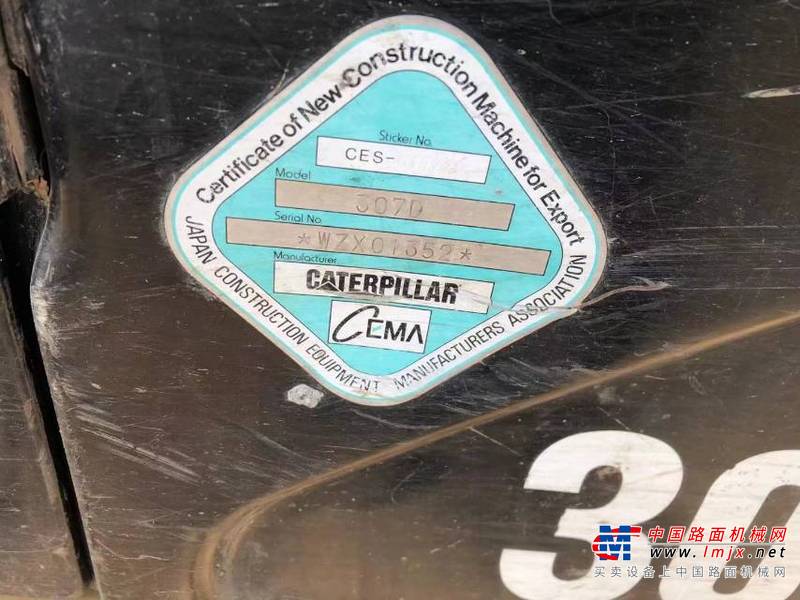 Certificate of New Construction Machine for Export
Sticker No.
CES-
Model
307D
Serial No.
*WZX01352*
Manufacturer
CATERPILLAR
CEMA
JAPAN CONSTRUCTION EQUIPMENT MANUFACTURERS ASSOCIATION
30
中国路面机械网
www.lmjx.net
买卖设备上中国路面机械网